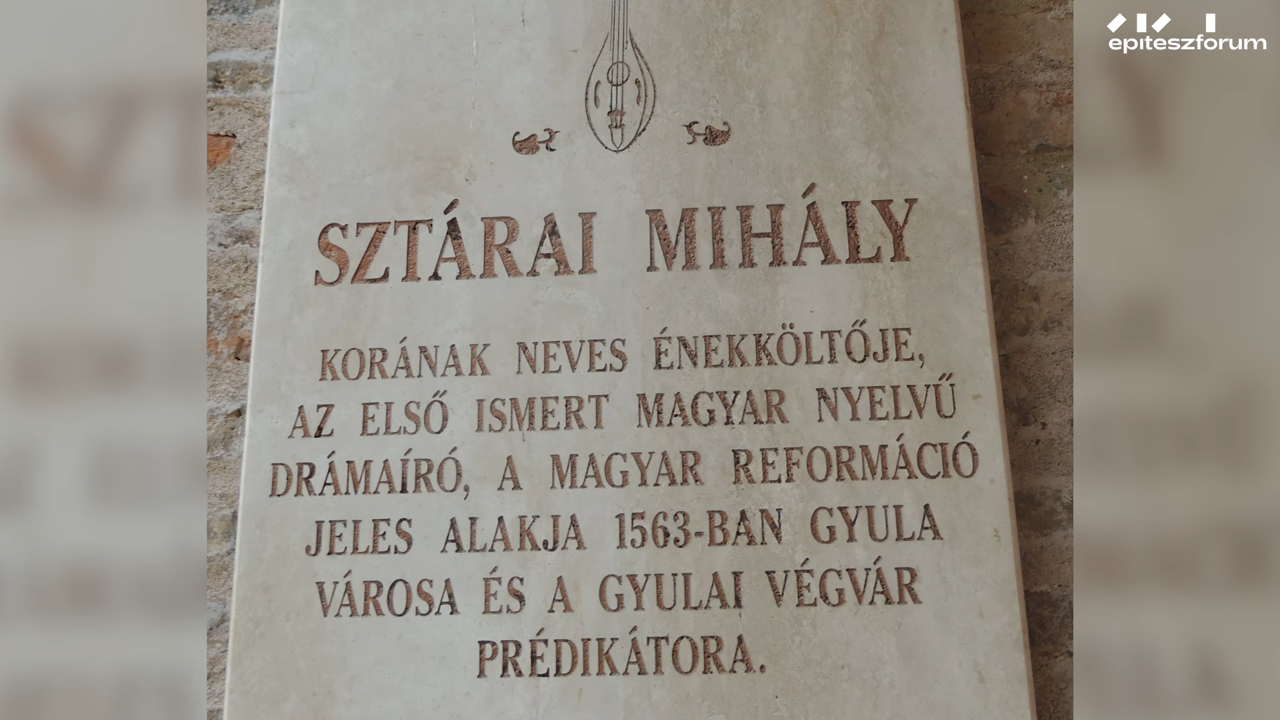 építészfórum
SZTÁRAI MIHÁLY
KORÁNAK NEVES ÉNEKKÖLTŐJE,
AZ ELSŐ ISMERT MAGYAR NYELVŰ
DRÁMAÍRÓ, A MAGYAR REFORMÁCIÓ
JELES ALAKJA 1563-BAN GYULA
VÁROSA ÉS A GYULAI VÉGVÁR
PRÉDIKÁTORA.